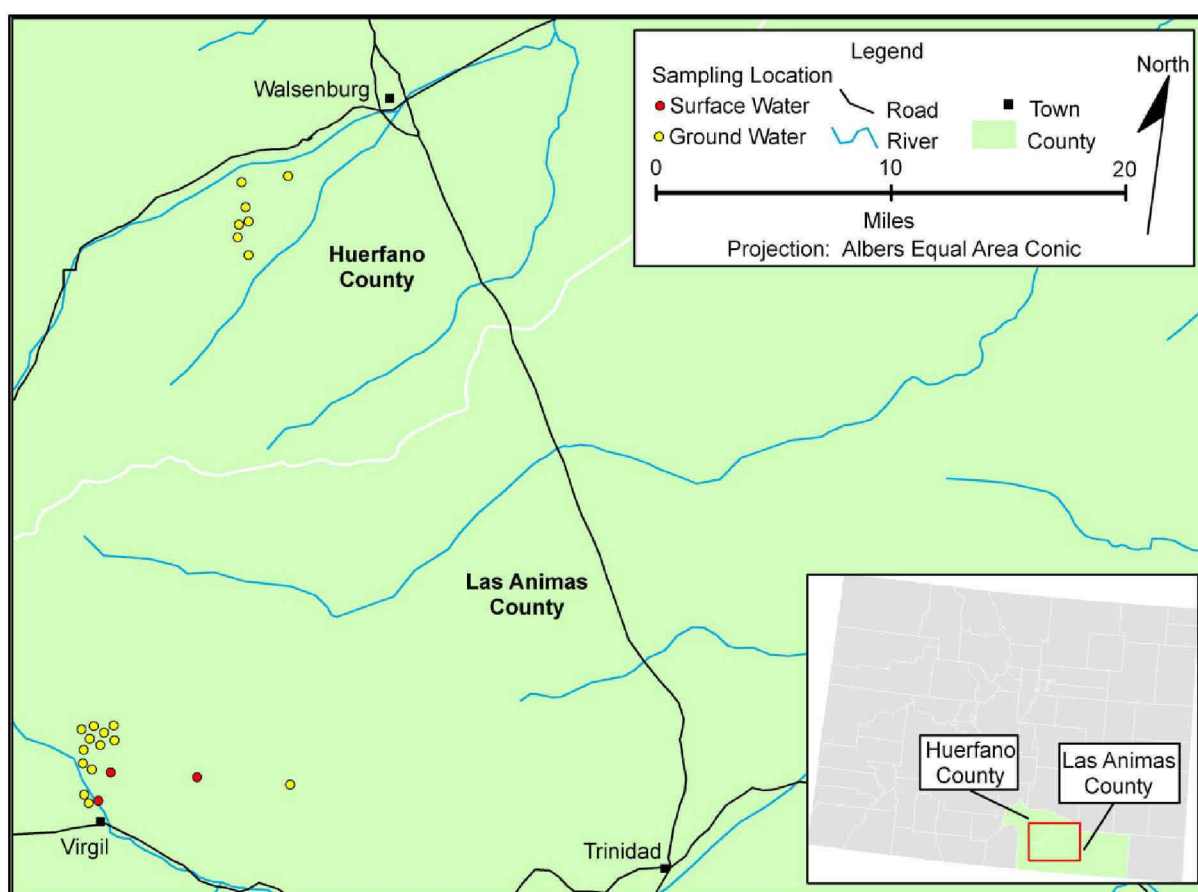 Legend
North
Sampling Location
Surface Water
Road
Town
Ground Water
River
County
0
10
20
Miles
Projection: Albers Equal Area Conic
Walsenburg
Huerfano
County
Las Animas
County
Virgil
Trinidad
Huerfano
County
Las Animas
County